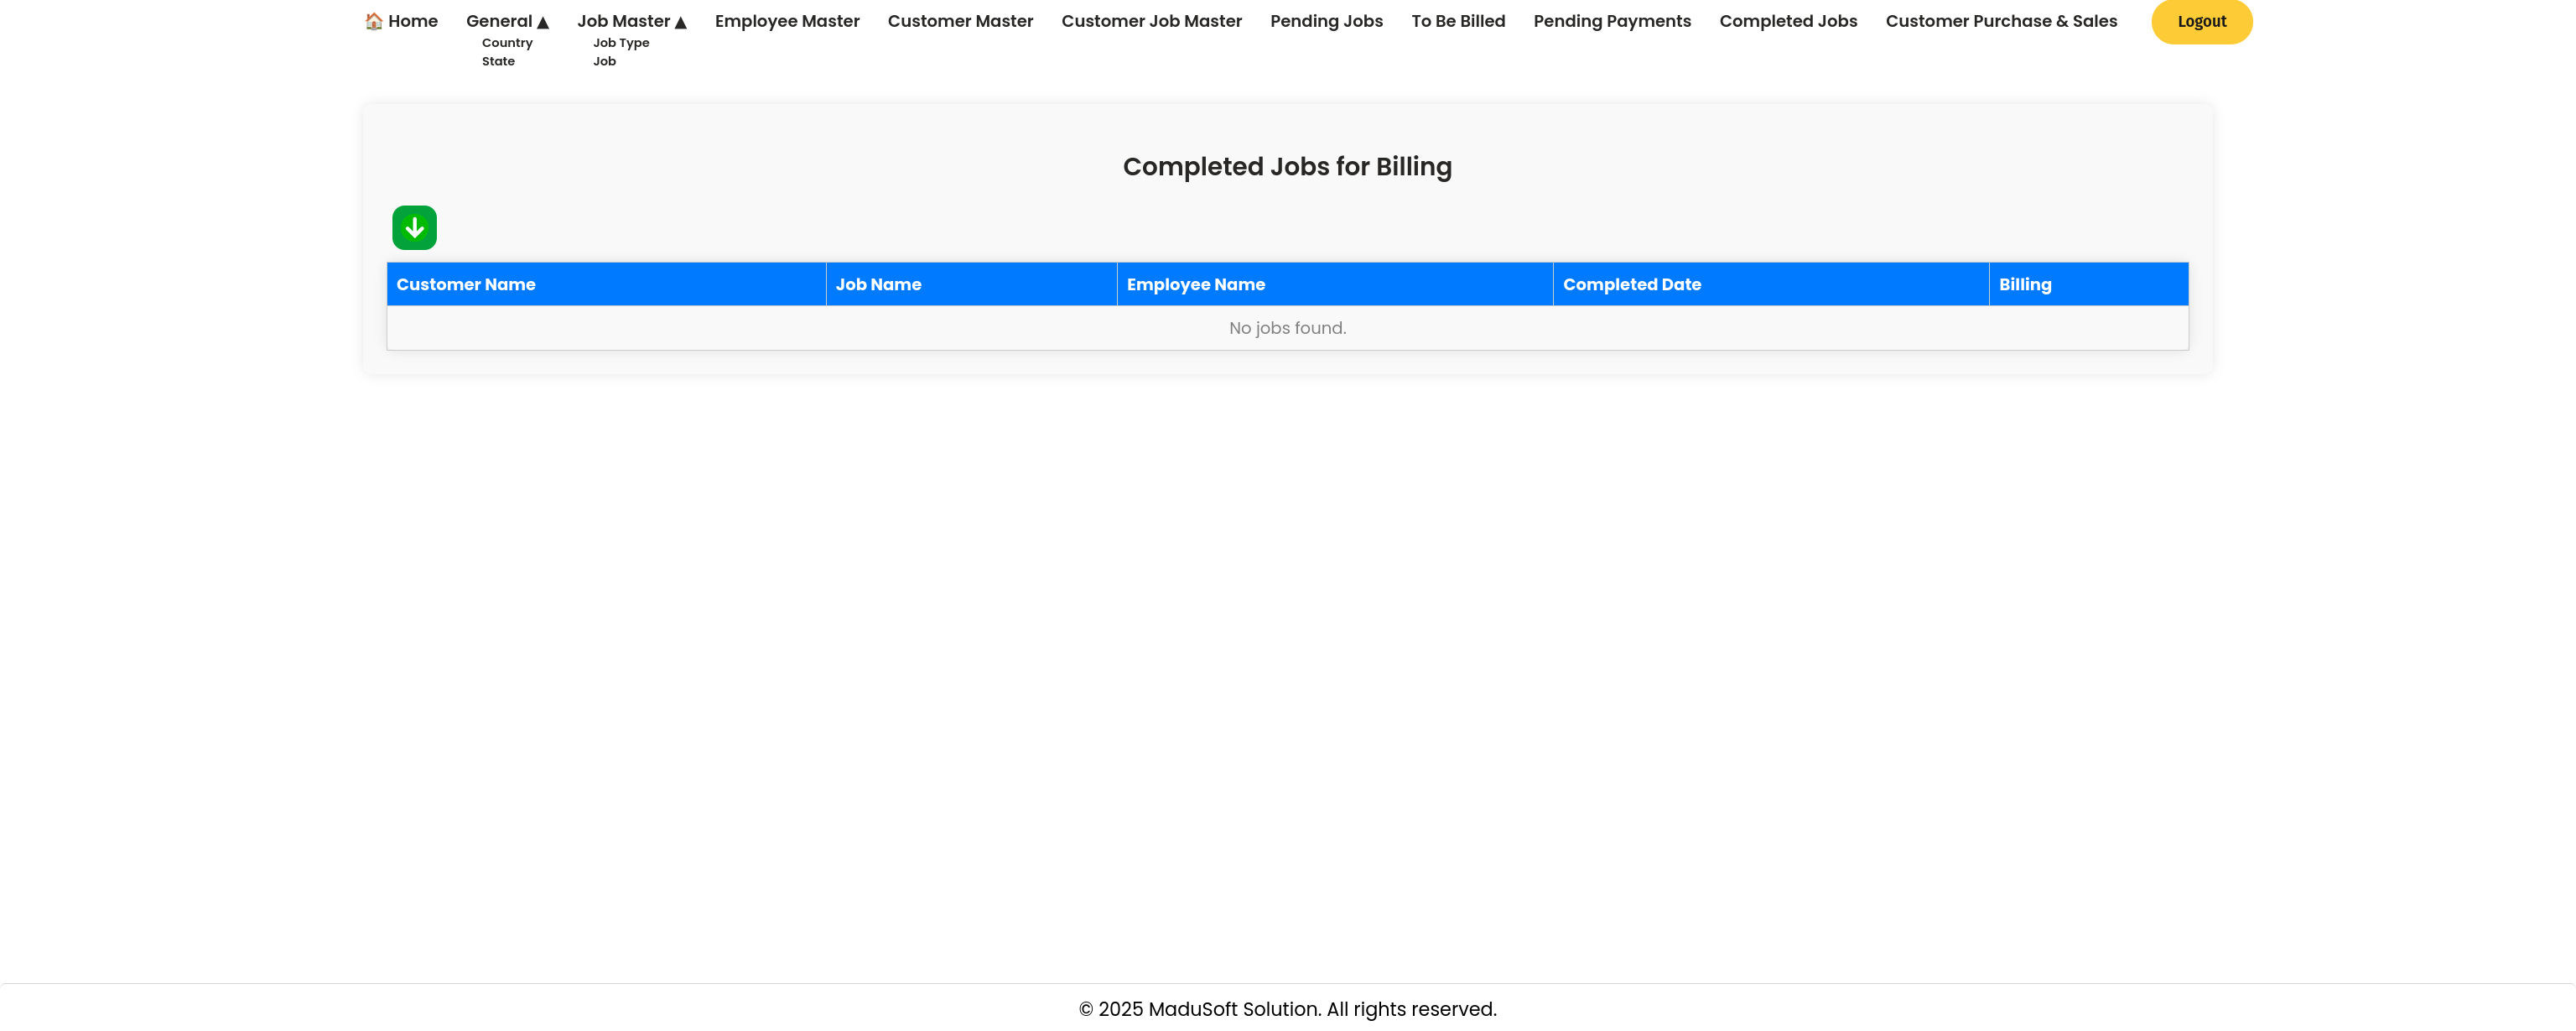 🏠 Home General ▲ Job Master ▲ Employee Master Customer Master Customer Job Master Pending Jobs To Be Billed Pending Payments Completed Jobs Customer Purchase & Sales Logout
Country Job Type
State Job
Completed Jobs for Billing
Customer Name Job Name Employee Name Completed Date Billing
No jobs found.
© 2025 MaduSoft Solution. All rights reserved.